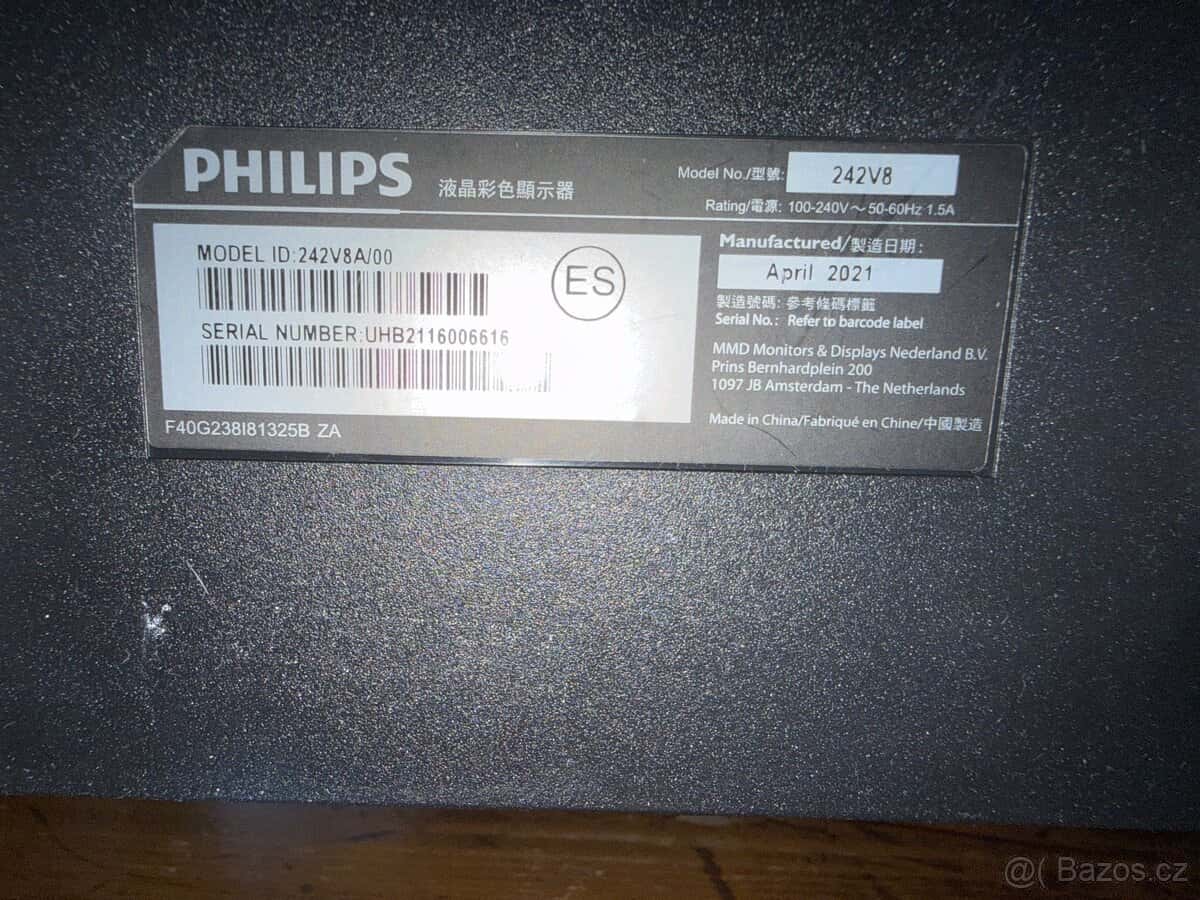 PHILIPS
液晶彩色顯示器
Model No./型號: 242V8
Rating/電源: 100-240V～50-60Hz 1.5A
MODEL ID:242V8A/00
SERIAL NUMBER:UHB2116006616
ES
F40G238I81325B ZA
Manufactured/製造日期:
April 2021
製造號碼: 參考條碼標籤
Serial No.: Refer to barcode label
MMD Monitors & Displays Nederland B.V.
Prins Bernhardplein 200
1097 JB Amsterdam - The Netherlands
Made in China/Fabriqué en Chine/中國製造
@( Bazos.cz